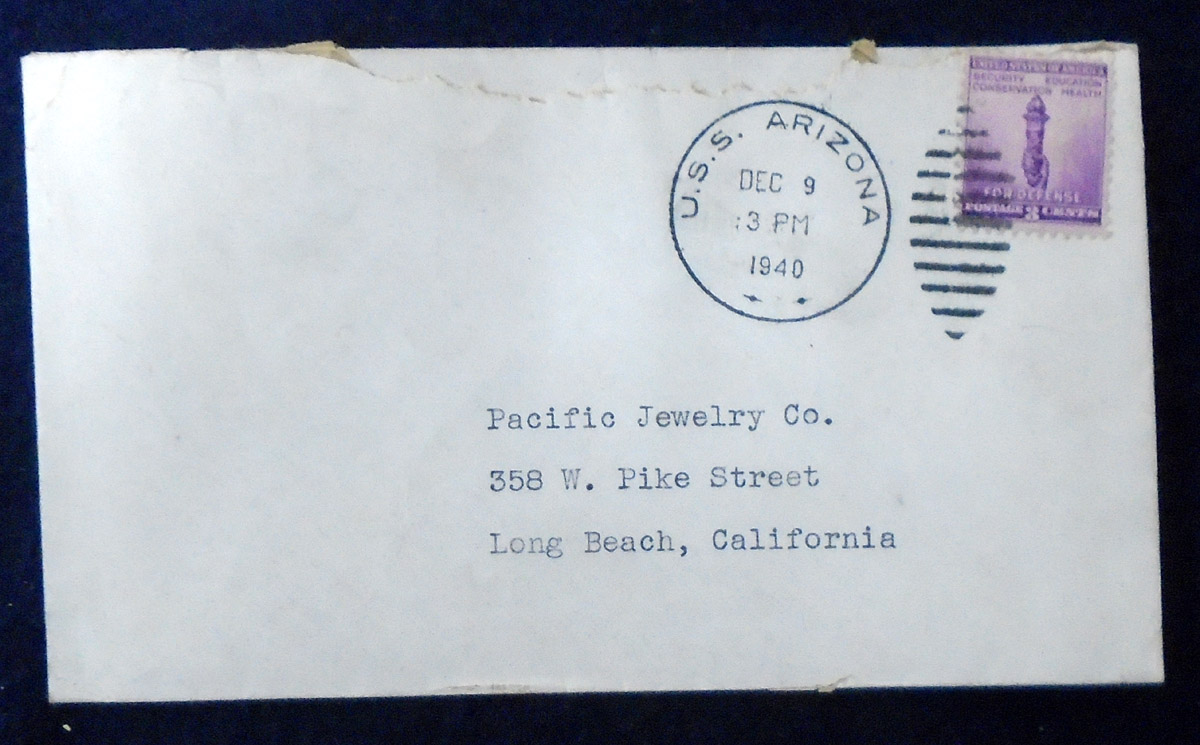 U.S.S. ARIZONA
DEC 9
3 PM
1940
UNITED STATES OF AMERICA
SECURITY EDUCATION
CONSERVATION HEALTH
FOR DEFENSE
POSTAGE 3 CENTS
Pacific Jewelry Co.
358 W. Pike Street
Long Beach, California